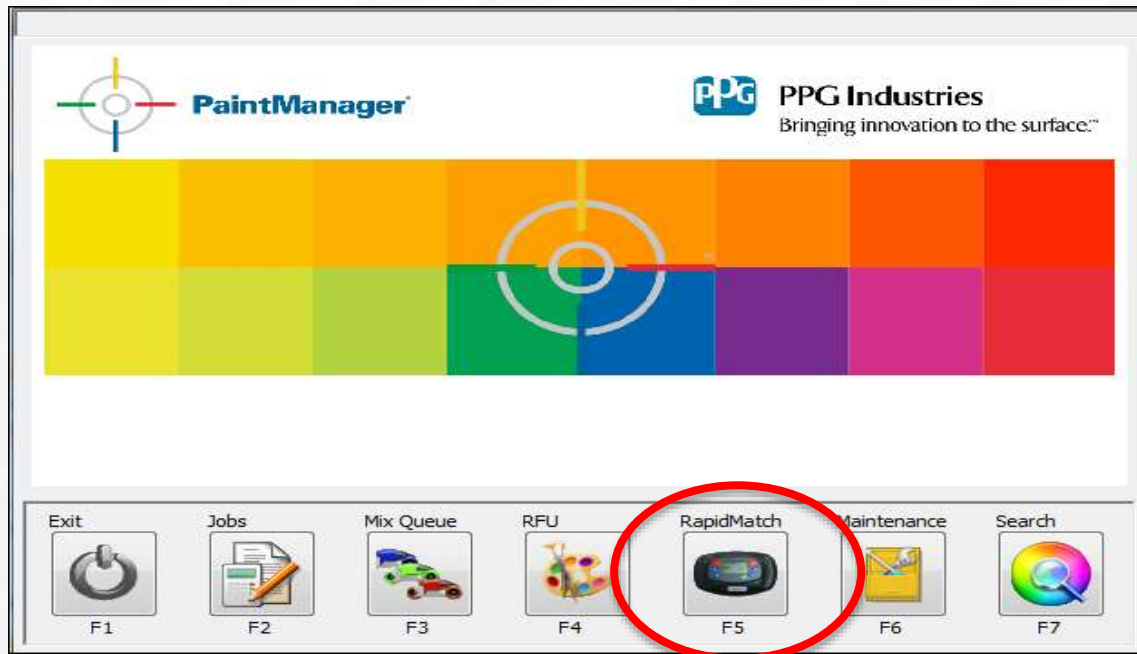 PaintManager
PPG PPG Industries
Bringing innovation to the surface.™
Exit Jobs Mix Queue RFU RapidMatch Maintenance Search
F1 F2 F3 F4 F5 F6 F7